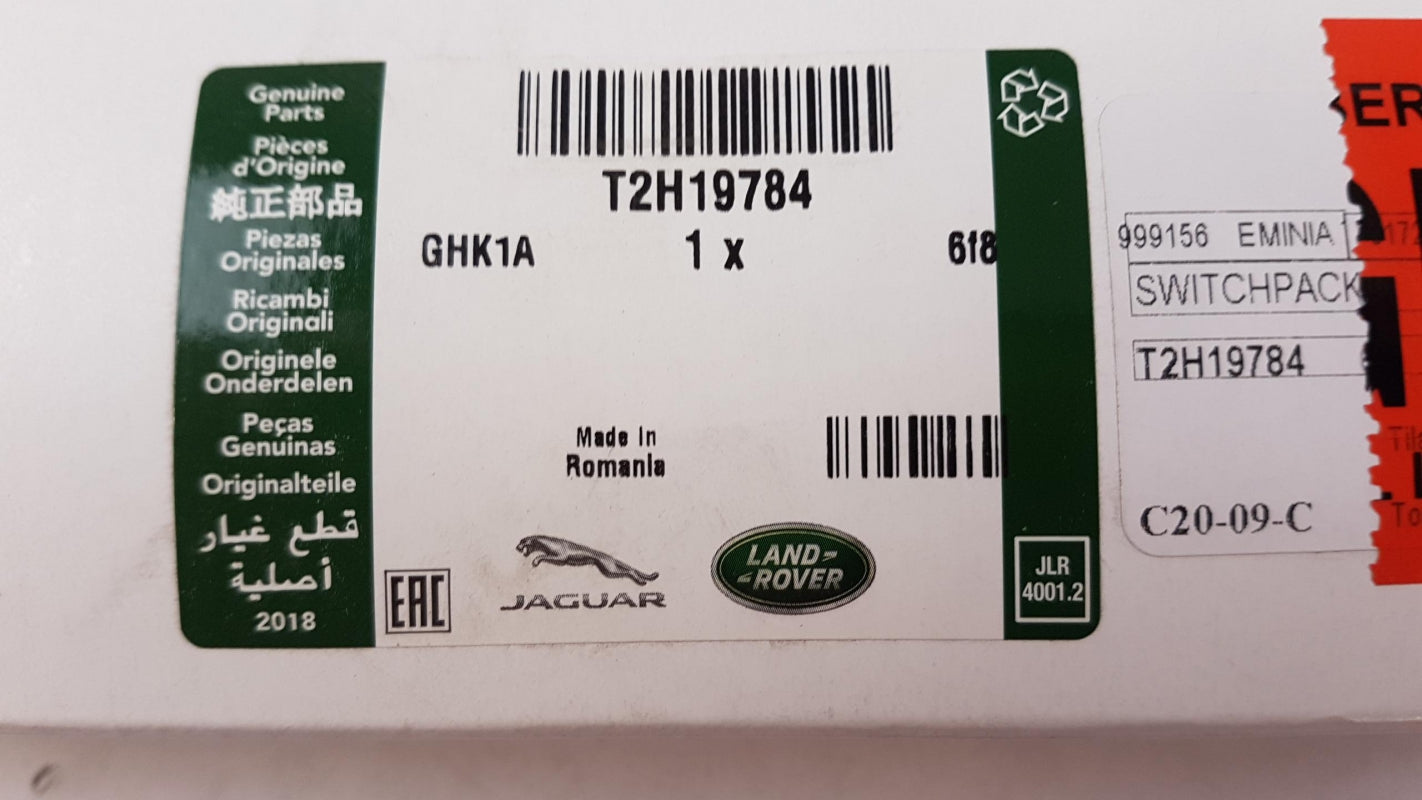 Genuine
Parts
Pièces
d'Origine
純正部品
Piezas
Originales
Ricambi
Originali
Originele
Onderdelen
Peças
Genuinas
Originalteile
قطع غيار
أصلية
2018
T2H19784
GHK1A 1 x 6f8
Made In
Romania
EAC
JAGUAR
LAND-
-ROVER
JLR
4001.2
999156 EMINIA
SWITCHPACK
T2H19784
C20-09-C